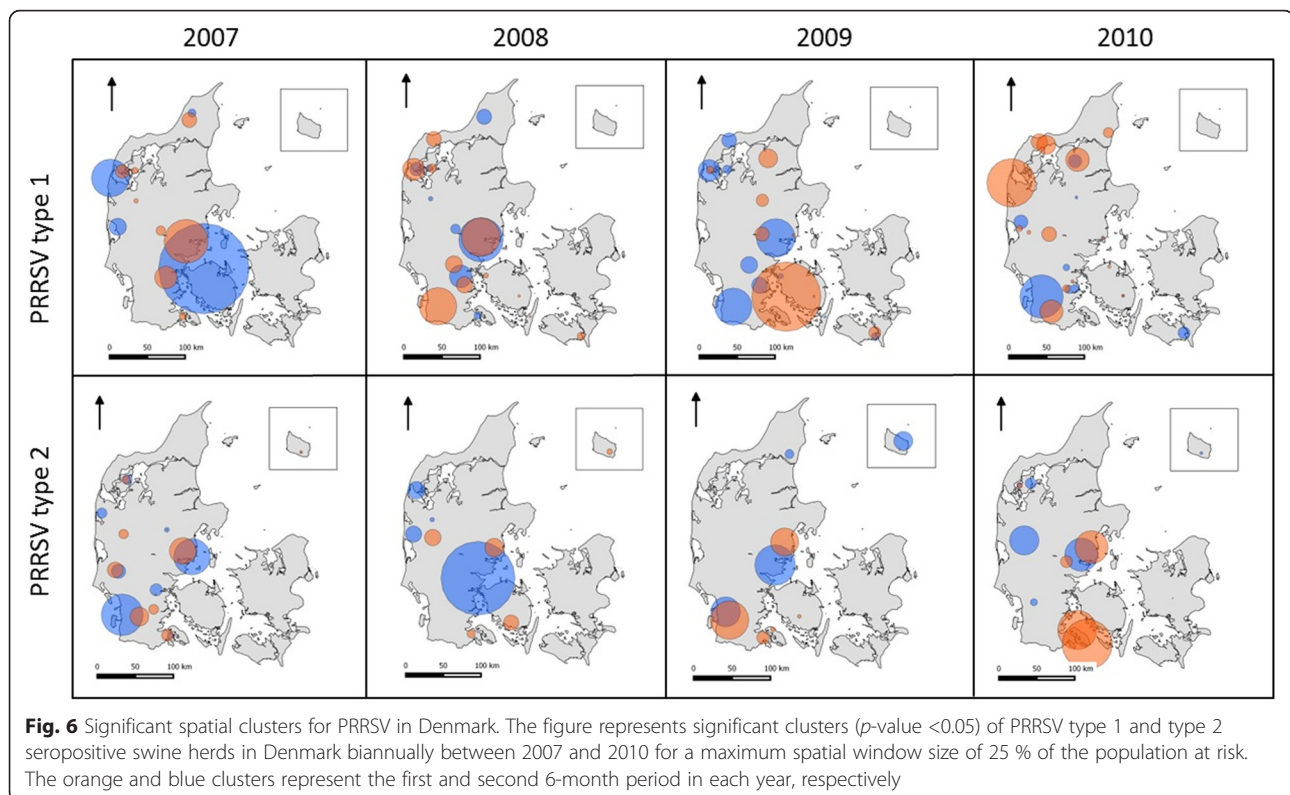 2007 2008 2009 2010
PRRSV type 1
0 50 100 km
0 50 100 km
0 50 100 km
0 50 100 km
PRRSV type 2
0 50 100 km
0 50 100 km
0 50 100 km
0 50 100 km
Fig. 6 Significant spatial clusters for PRRSV in Denmark. The figure represents significant clusters (p-value <0.05) of PRRSV type 1 and type 2
seropositive swine herds in Denmark biannually between 2007 and 2010 for a maximum spatial window size of 25 % of the population at risk.
The orange and blue clusters represent the first and second 6-month period in each year, respectively